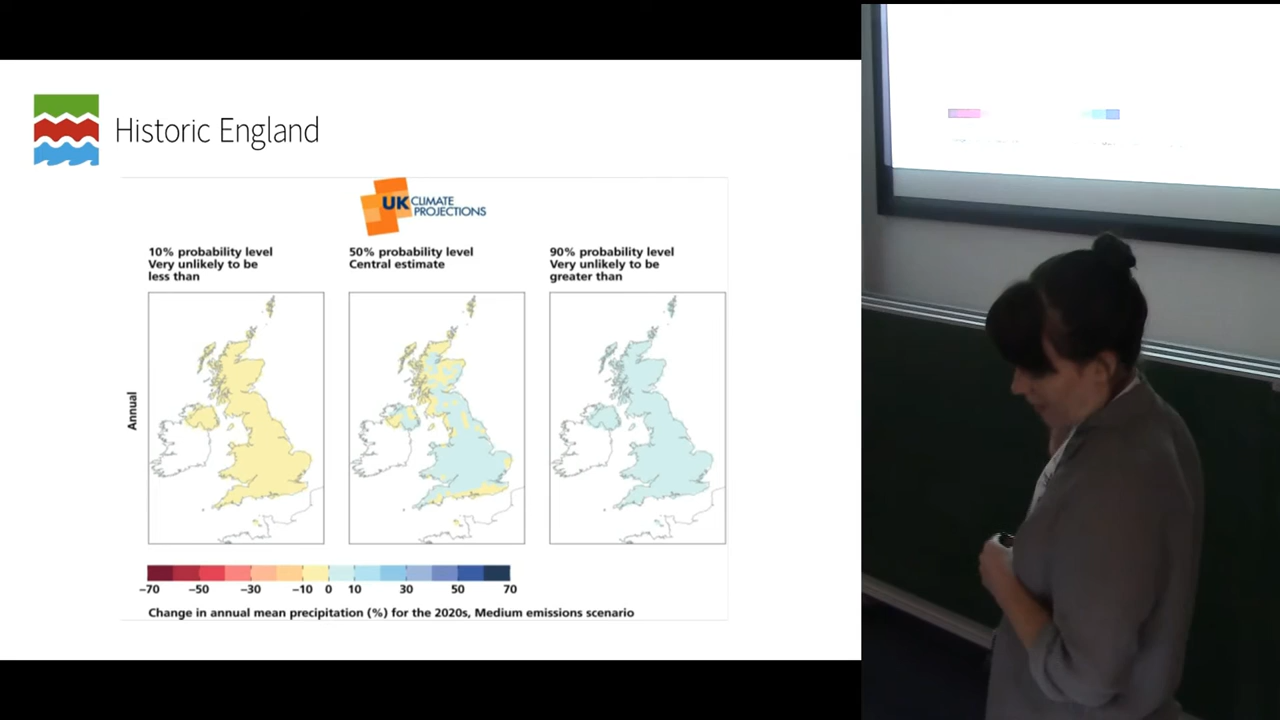 Historic England
UK CLIMATE
PROJECTIONS
10% probability level
Very unlikely to be
less than
50% probability level
Central estimate
90% probability level
Very unlikely to be
greater than
Annual
−70 −50 −30 −10 0 10 30 50 70
Change in annual mean precipitation (%) for the 2020s, Medium emissions scenario